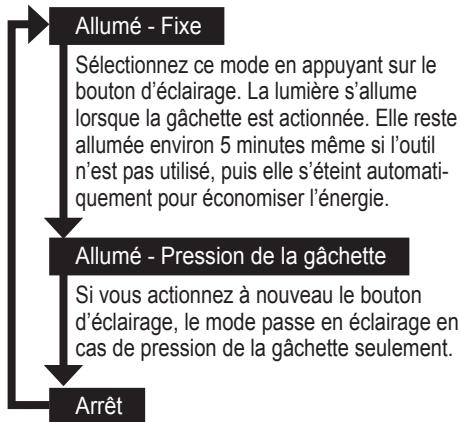 Allumé - Fixe
Sélectionnez ce mode en appuyant sur le
bouton d’éclairage. La lumière s’allume
lorsque la gâchette est actionnée. Elle reste
allumée environ 5 minutes même si l’outil
n’est pas utilisé, puis elle s’éteint automati-
quement pour économiser l’énergie.
Allumé - Pression de la gâchette
Si vous actionnez à nouveau le bouton
d’éclairage, le mode passe en éclairage en
cas de pression de la gâchette seulement.
Arrêt